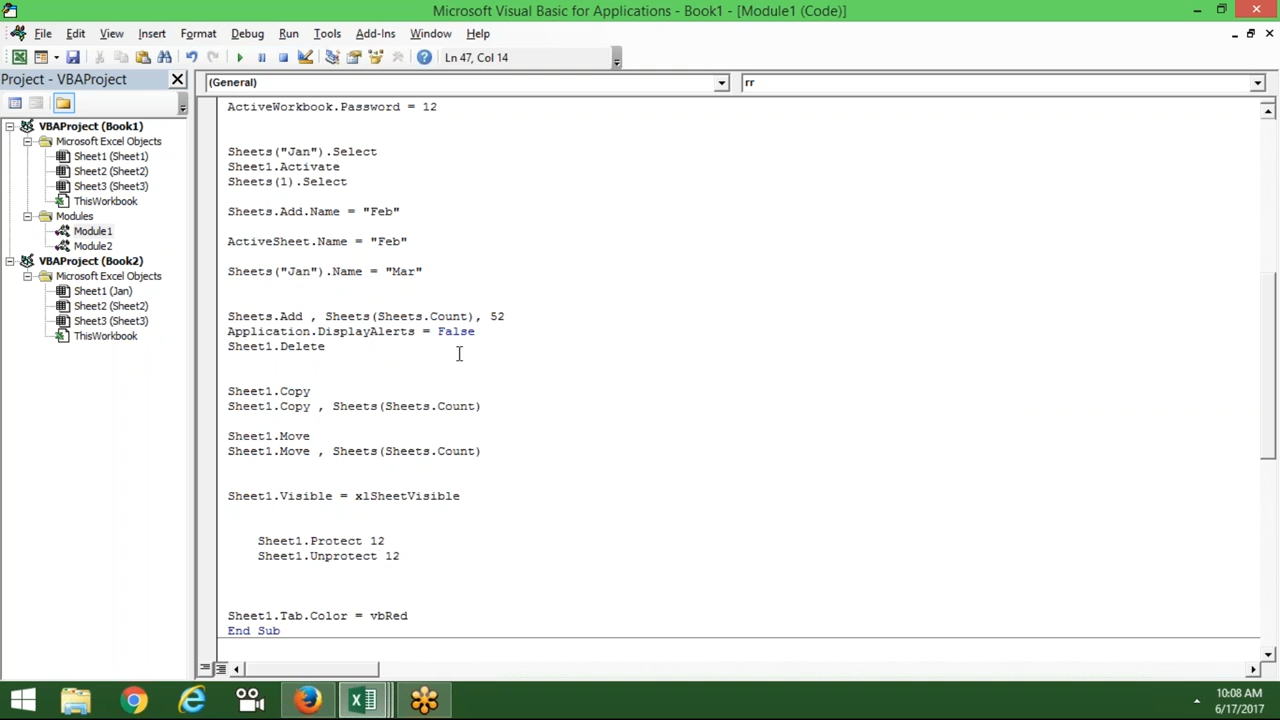 Microsoft Visual Basic for Applications - Book1 - [Module1 (Code)]
File Edit View Insert Format Debug Run Tools Add-Ins Window Help
Ln 47, Col 14
Project - VBAProject
(General) rr
VBAProject (Book1)
Microsoft Excel Objects
Sheet1 (Sheet1)
Sheet2 (Sheet2)
Sheet3 (Sheet3)
ThisWorkbook
Modules
Module1
Module2
VBAProject (Book2)
Microsoft Excel Objects
Sheet1 (Jan)
Sheet2 (Sheet2)
Sheet3 (Sheet3)
ThisWorkbook
ActiveWorkbook.Password = 12
Sheets("Jan").Select
Sheet1.Activate
Sheets(1).Select
Sheets.Add.Name = "Feb"
ActiveSheet.Name = "Feb"
Sheets("Jan").Name = "Mar"
Sheets.Add , Sheets(Sheets.Count), 52
Application.DisplayAlerts = False
Sheet1.Delete
Sheet1.Copy
Sheet1.Copy , Sheets(Sheets.Count)
Sheet1.Move
Sheet1.Move , Sheets(Sheets.Count)
Sheet1.Visible = xlSheetVisible
Sheet1.Protect 12
Sheet1.Unprotect 12
Sheet1.Tab.Color = vbRed
End Sub
10:08 AM
6/17/2017